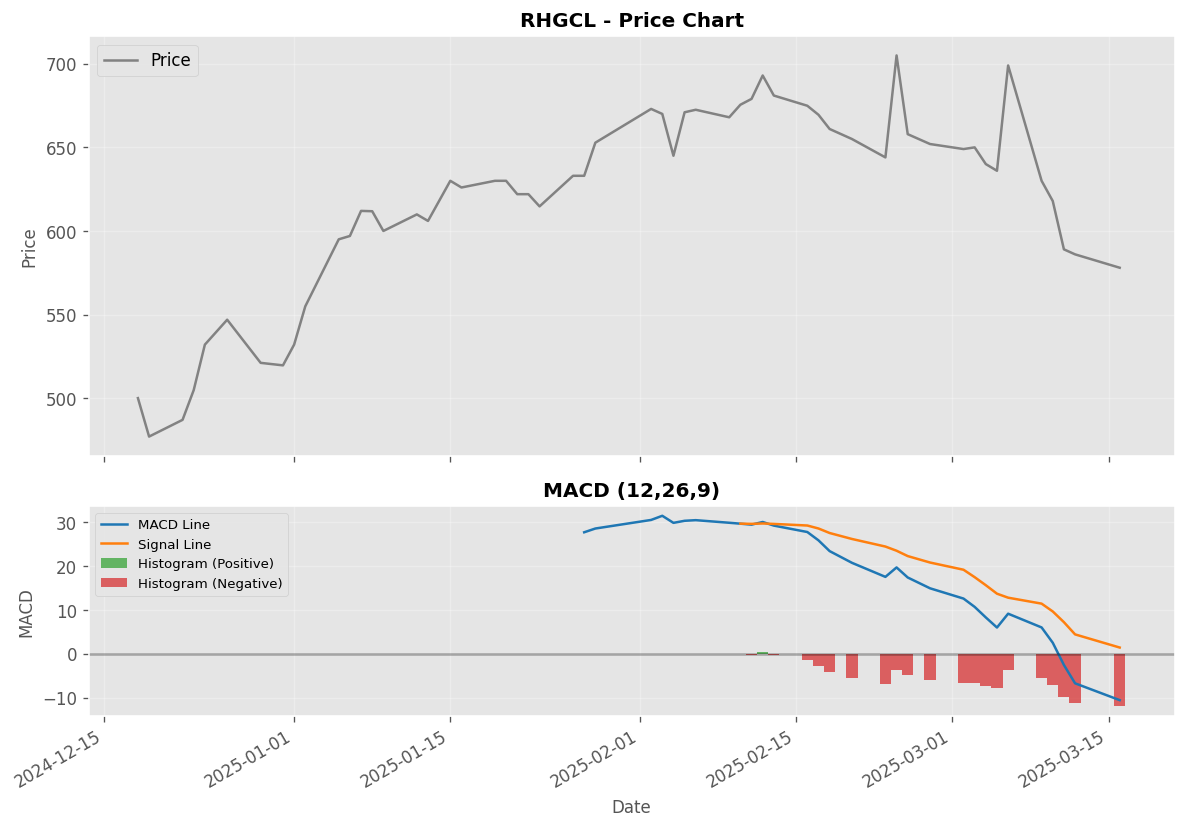 RHGCL - Price Chart
Price
700
650
600
550
500
Price
MACD (12,26,9)
MACD Line
Signal Line
Histogram (Positive)
Histogram (Negative)
30
20
10
0
−10
MACD
2024-12-15
2025-01-01
2025-01-15
2025-02-01
2025-02-15
2025-03-01
2025-03-15
Date